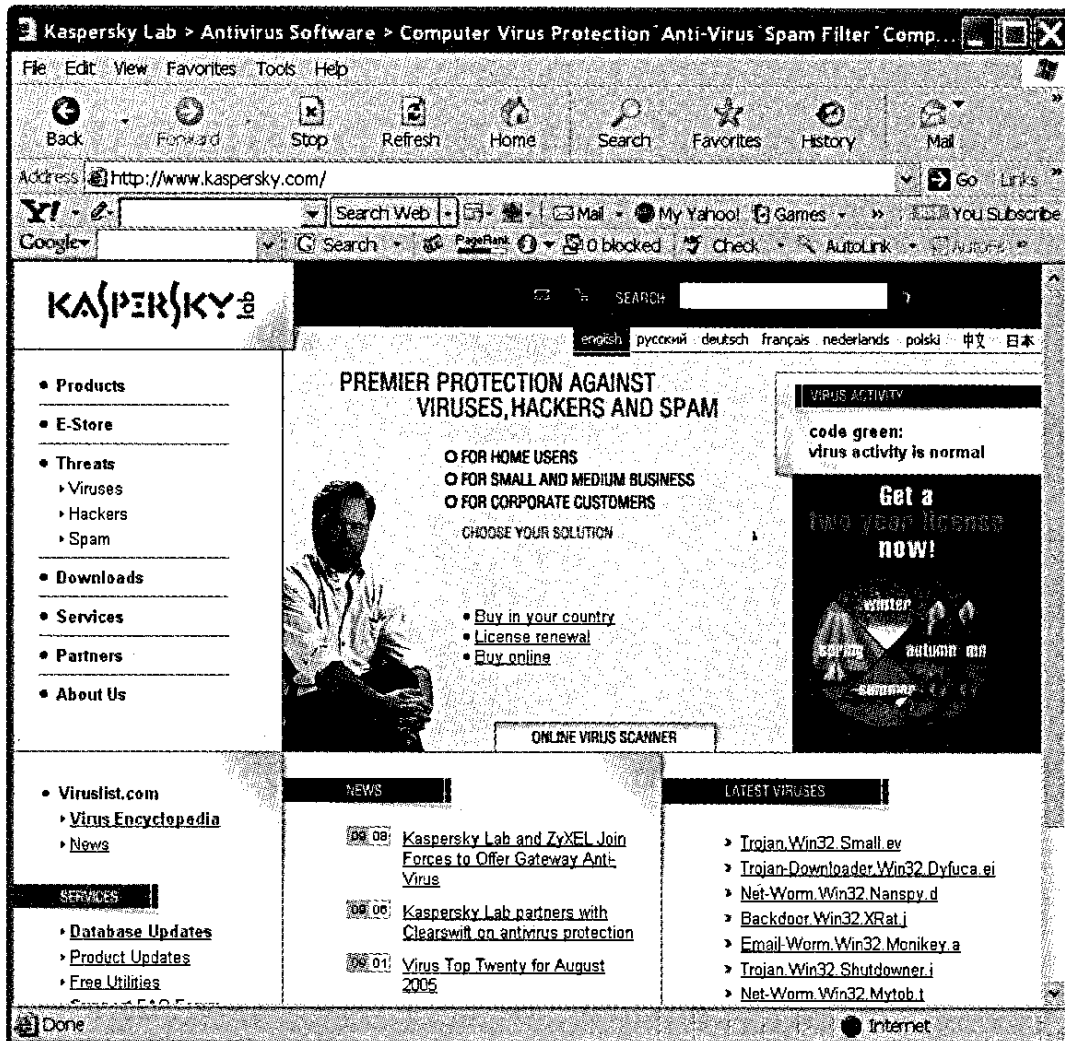 Kaspersky Lab > Antivirus Software > Computer Virus Protection`Anti-Virus`Spam Filter`Comp...
File Edit View Favorites Tools Help
Back Forward Stop Refresh Home Search Favorites History Mail
Address http://www.kaspersky.com/ Go Links
Y! Search Web Mail My Yahoo! Games You Subscribe
Google Search PageRank 0 blocked Check AutoLink
KASPERSKY lab
SEARCH
english русский deutsch français nederlands polski 中文 日本
Products
E-Store
Threats
Viruses
Hackers
Spam
Downloads
Services
Partners
About Us
PREMIER PROTECTION AGAINST
VIRUSES, HACKERS AND SPAM
FOR HOME USERS
FOR SMALL AND MEDIUM BUSINESS
FOR CORPORATE CUSTOMERS
CHOOSE YOUR SOLUTION
Buy in your country
License renewal
Buy online
ONLINE VIRUS SCANNER
VIRUS ACTIVITY
code green:
virus activity is normal
Get a
two year license
now!
winter
spring autumn
summer
Viruslist.com
Virus Encyclopedia
News
SERVICES
Database Updates
Product Updates
Free Utilities
NEWS
09 08 Kaspersky Lab and ZyXEL Join
Forces to Offer Gateway Anti-
Virus
09 06 Kaspersky Lab partners with
Clearswift on antivirus protection
09 01 Virus Top Twenty for August
2005
LATEST VIRUSES
Trojan.Win32.Small.ev
Trojan-Downloader.Win32.Dyfuca.ei
Net-Worm.Win32.Nanspy.d
Backdoor.Win32.XRat.j
Email-Worm.Win32.Monikey.a
Trojan.Win32.Shutdowner.i
Net-Worm.Win32.Mytob.t
Done Internet